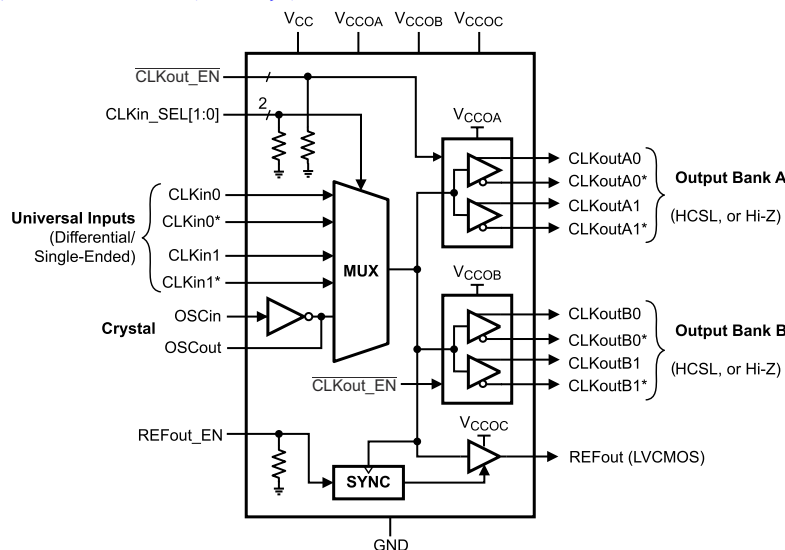 VCC
VCCOA
VCCOB
VCCOC
CLKout_EN
CLKin_SEL[1:0]
2
VCCOA
CLKoutA0
CLKoutA0*
CLKoutA1
CLKoutA1*
Output Bank A
(HCSL, or Hi-Z)
Universal Inputs
(Differential/
Single-Ended)
CLKin0
CLKin0*
CLKin1
CLKin1*
MUX
Crystal
OSCin
OSCout
VCCOB
CLKoutB0
CLKoutB0*
CLKoutB1
CLKoutB1*
Output Bank B
(HCSL, or Hi-Z)
CLKout_EN
REFout_EN
SYNC
VCCOC
REFout (LVCMOS)
GND